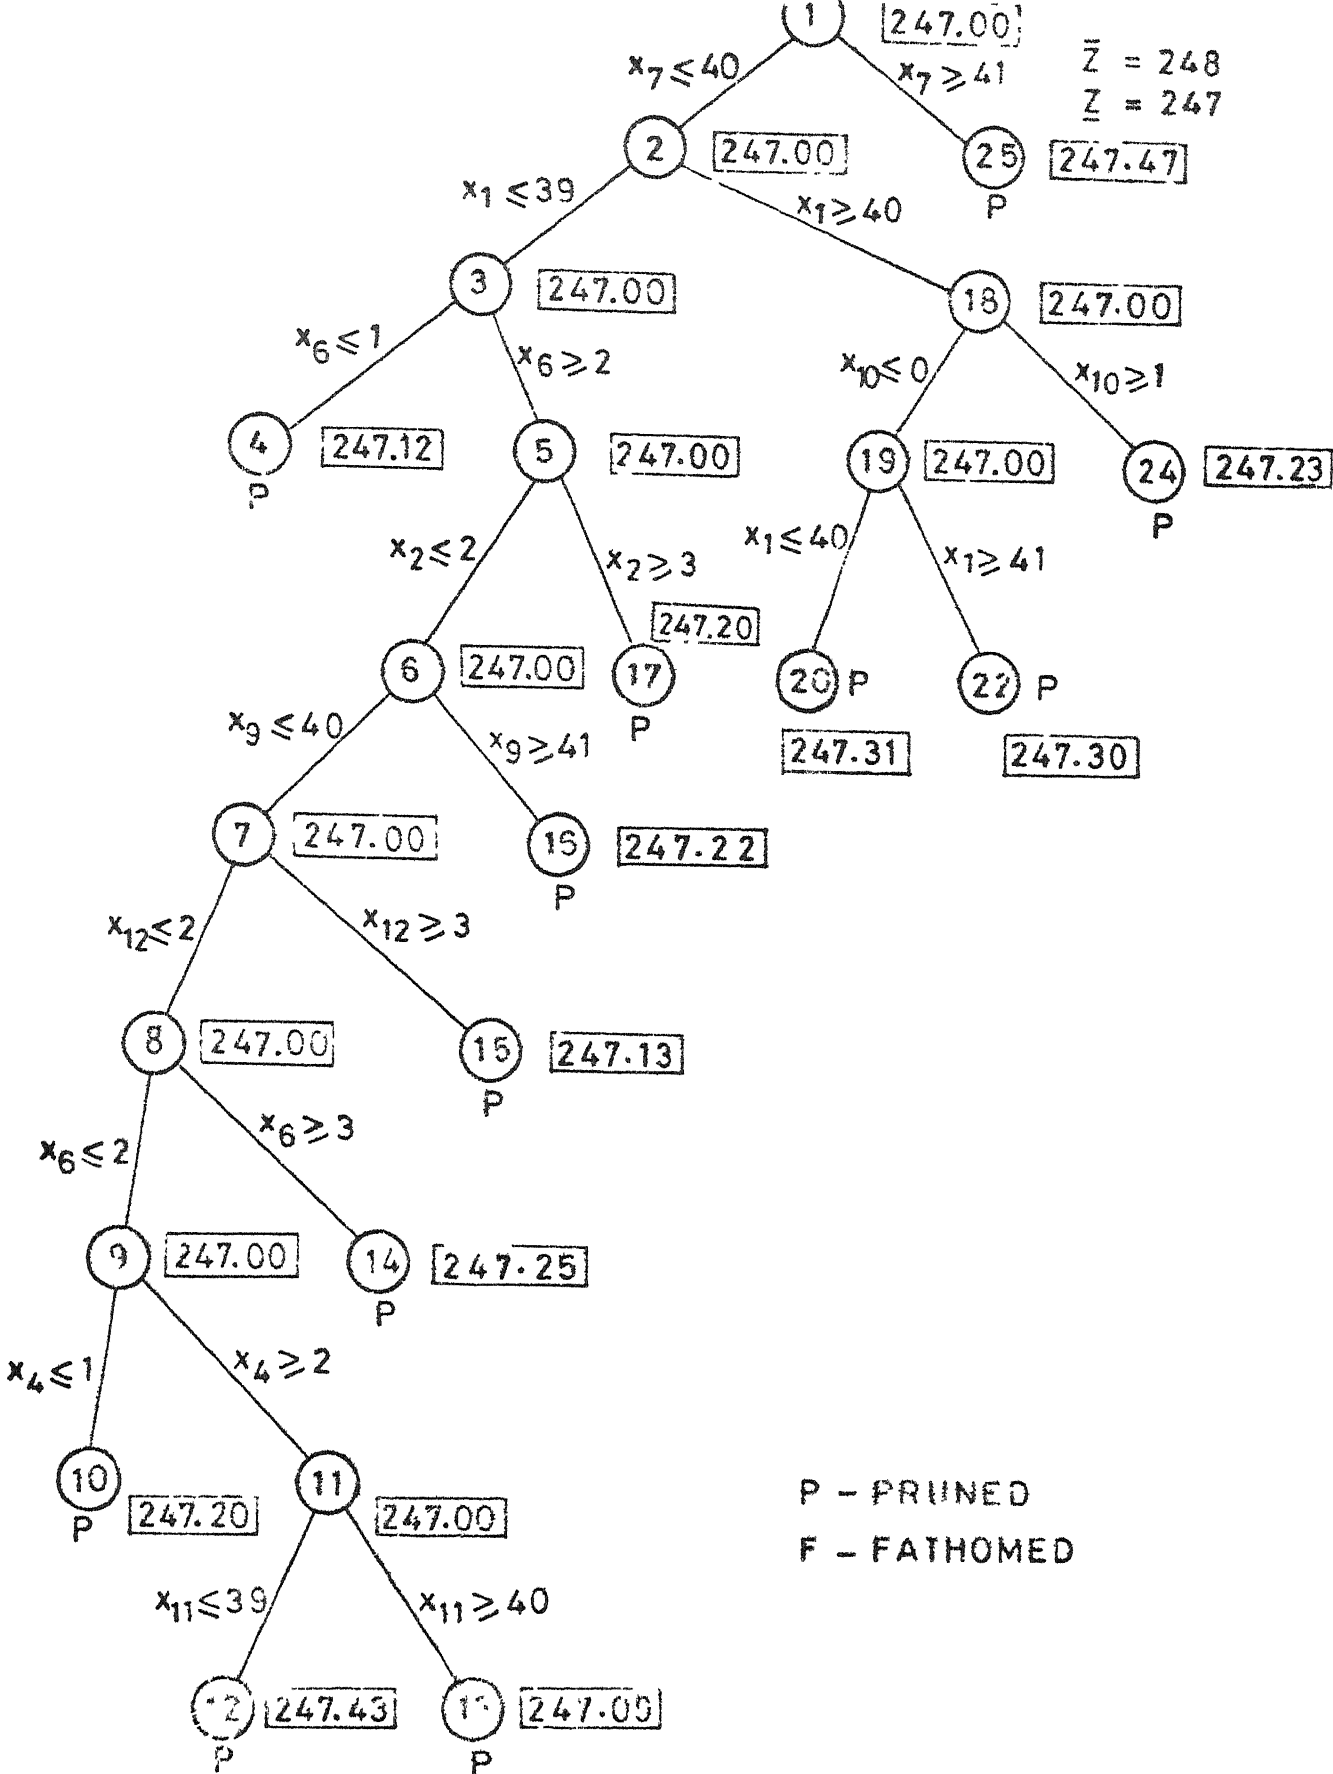 1 247.00
Z̄ = 248
x7 ≤ 40 x7 ≥ 41
Z̲ = 247
2 247.00 25 247.47
P
x1 ≤ 39 x1 ≥ 40
3 247.00 18 247.00
x6 ≤ 1 x6 ≥ 2 x10 ≤ 0 x10 ≥ 1
4 247.12 5 247.00 19 247.00 24 247.23
P P
x2 ≤ 2 x2 ≥ 3 x1 ≤ 40 x1 ≥ 41
247.20
6 247.00 17 20 P 22 P
P
x9 ≤ 40 x9 ≥ 41 247.31 247.30
7 247.00 16 247.22
P
x12 ≤ 2 x12 ≥ 3
8 247.00 15 247.13
P
x6 ≤ 2 x6 ≥ 3
9 247.00 14 247.25
P
x4 ≤ 1 x4 ≥ 2
10 11
P 247.20 247.00
P – PRUNED
F – FATHOMED
x11 ≤ 39 x11 ≥ 40
12 247.43 13
P P